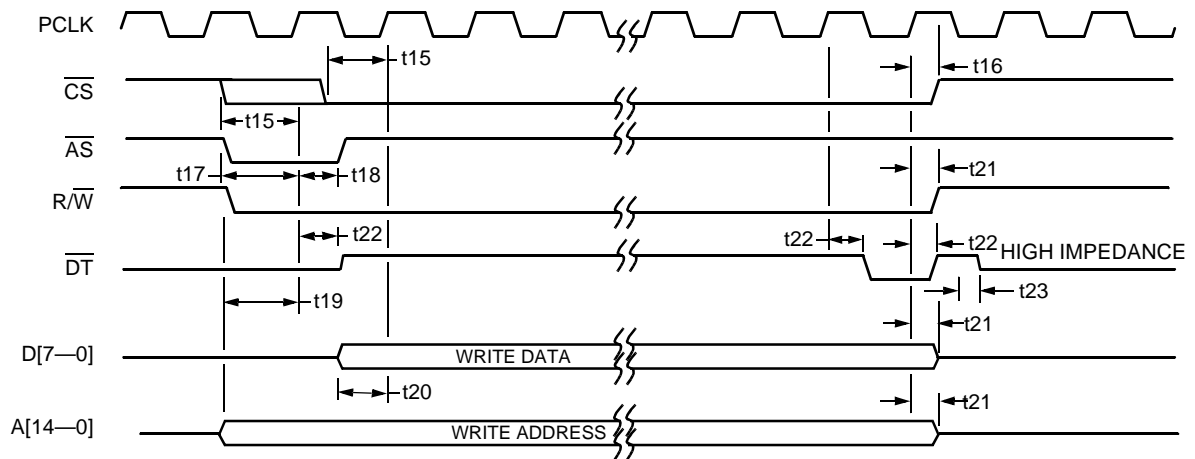 PCLK
t15
t16
CS
t15
AS
t17
t18
t21
R/W
t22
t22
t22
HIGH IMPEDANCE
DT
t19
t23
t21
D[7—0]
WRITE DATA
t20
t21
A[14—0]
WRITE ADDRESS